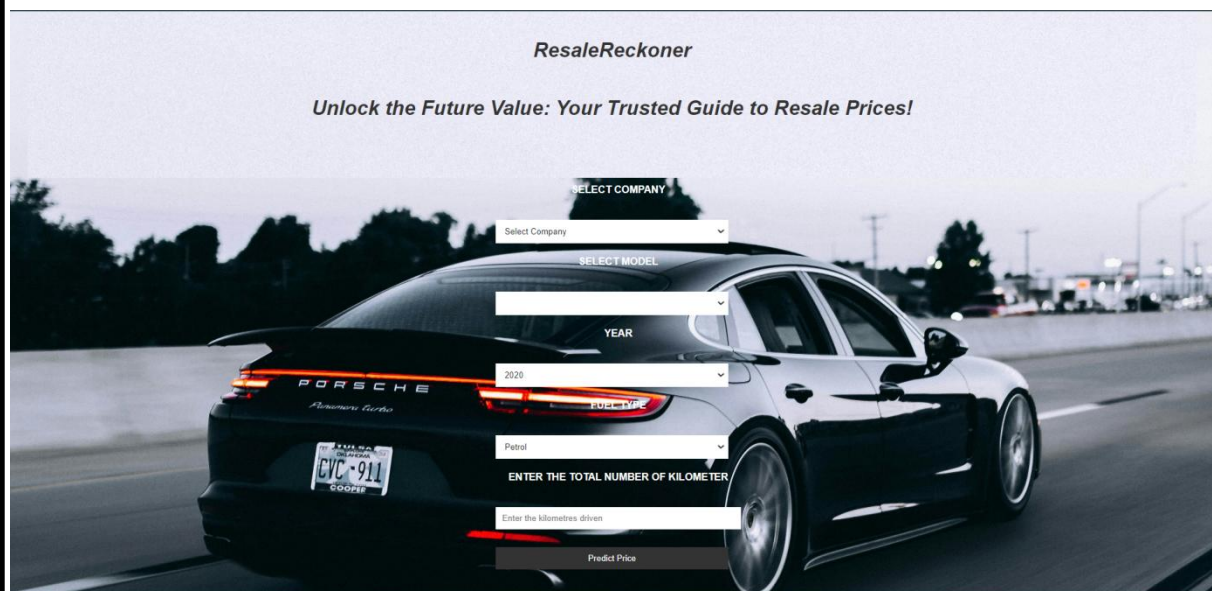 ResaleReckoner
Unlock the Future Value: Your Trusted Guide to Resale Prices!
SELECT COMPANY
Select Company
SELECT MODEL
YEAR
2020
FUEL TYPE
Petrol
ENTER THE TOTAL NUMBER OF KILOMETER
Enter the kilometres driven
Predict Price
PORSCHE
Panamera turbo
OKLAHOMA
CVC-911
COOPER